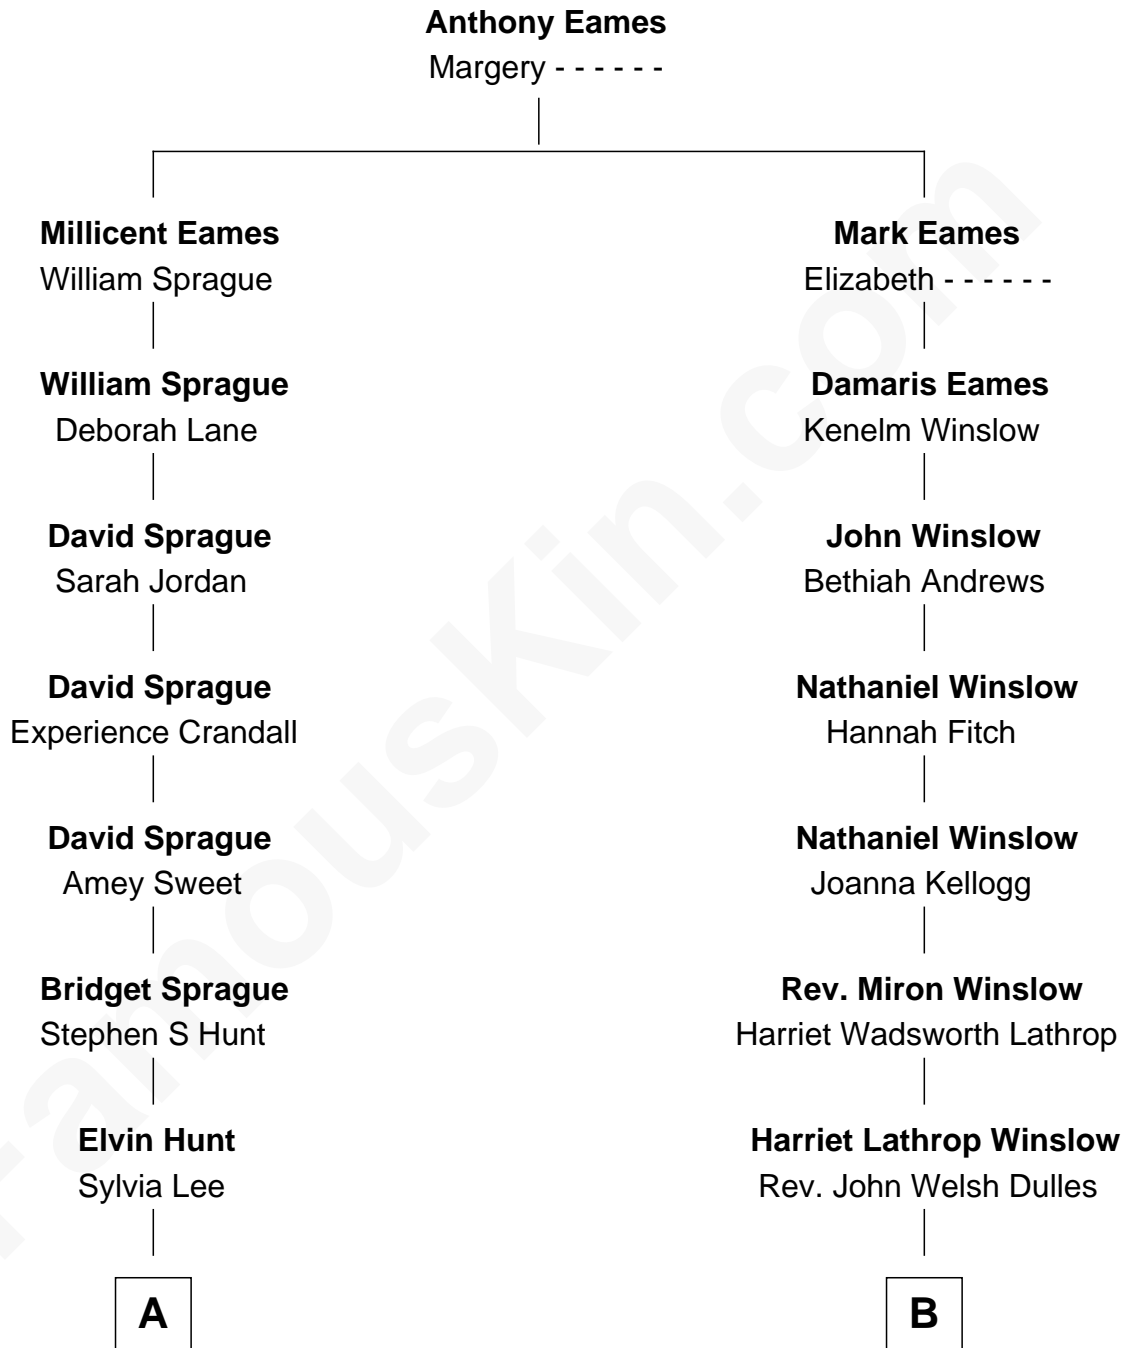 Anthony Eames
Margery - - - - - -
Millicent Eames
William Sprague
Mark Eames
Elizabeth - - - - - -
William Sprague
Deborah Lane
Damaris Eames
Kenelm Winslow
David Sprague
Sarah Jordan
John Winslow
Bethiah Andrews
David Sprague
Experience Crandall
Nathaniel Winslow
Hannah Fitch
David Sprague
Amey Sweet
Nathaniel Winslow
Joanna Kellogg
Bridget Sprague
Stephen S Hunt
Rev. Miron Winslow
Harriet Wadsworth Lathrop
Elvin Hunt
Sylvia Lee
Harriet Lathrop Winslow
Rev. John Welsh Dulles
A
B
FamousKin.com